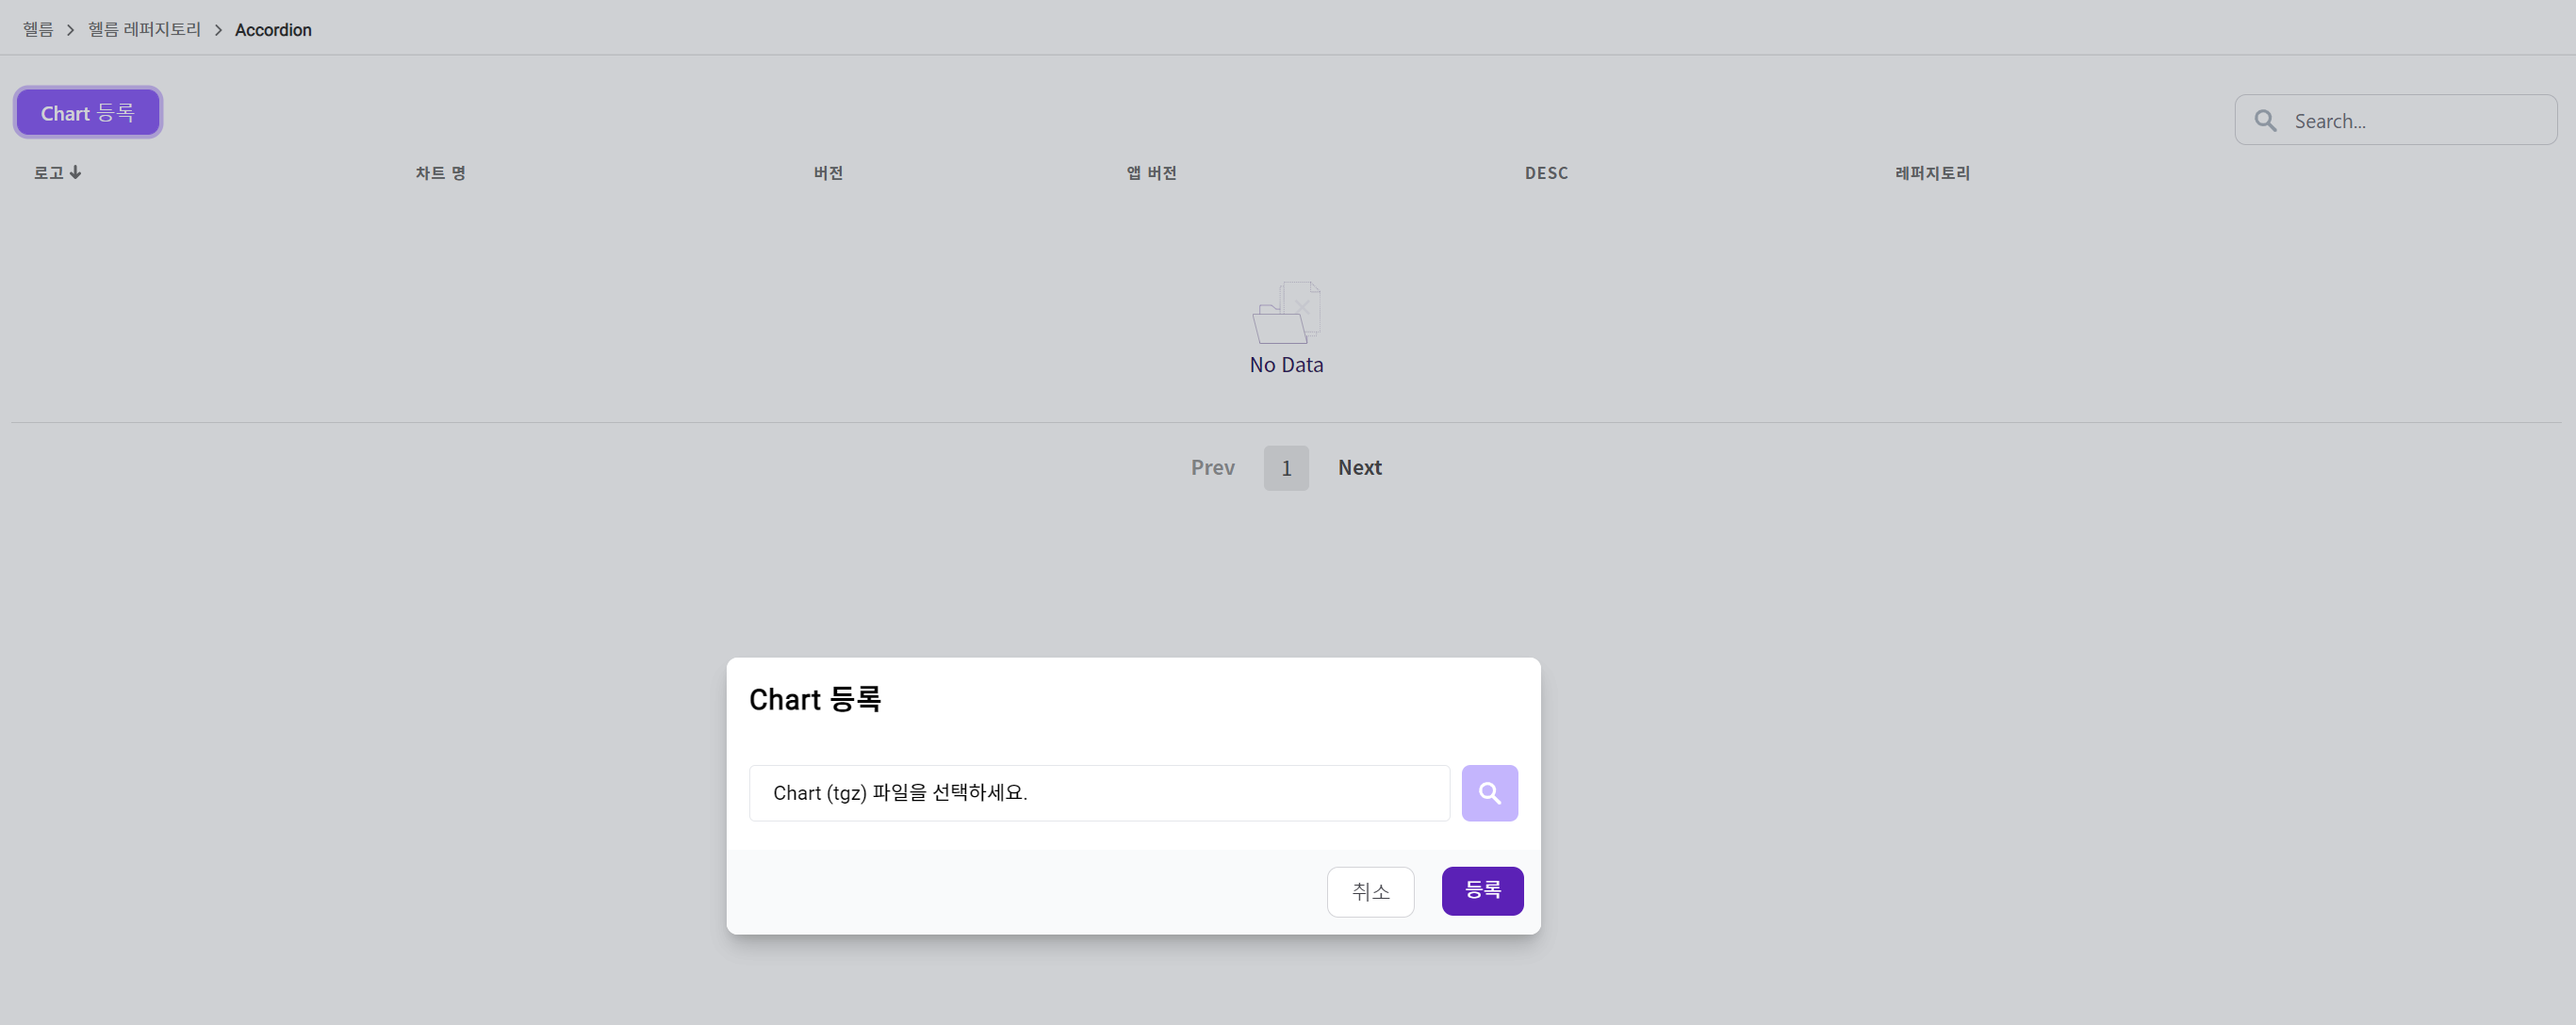 헬름 > 헬름 레퍼지토리 > Accordion
Chart 등록
Search...
로고 차트 명 버전 앱 버전 DESC 레퍼지토리
No Data
Prev 1 Next
Chart 등록
Chart (tgz) 파일을 선택하세요.
취소 등록